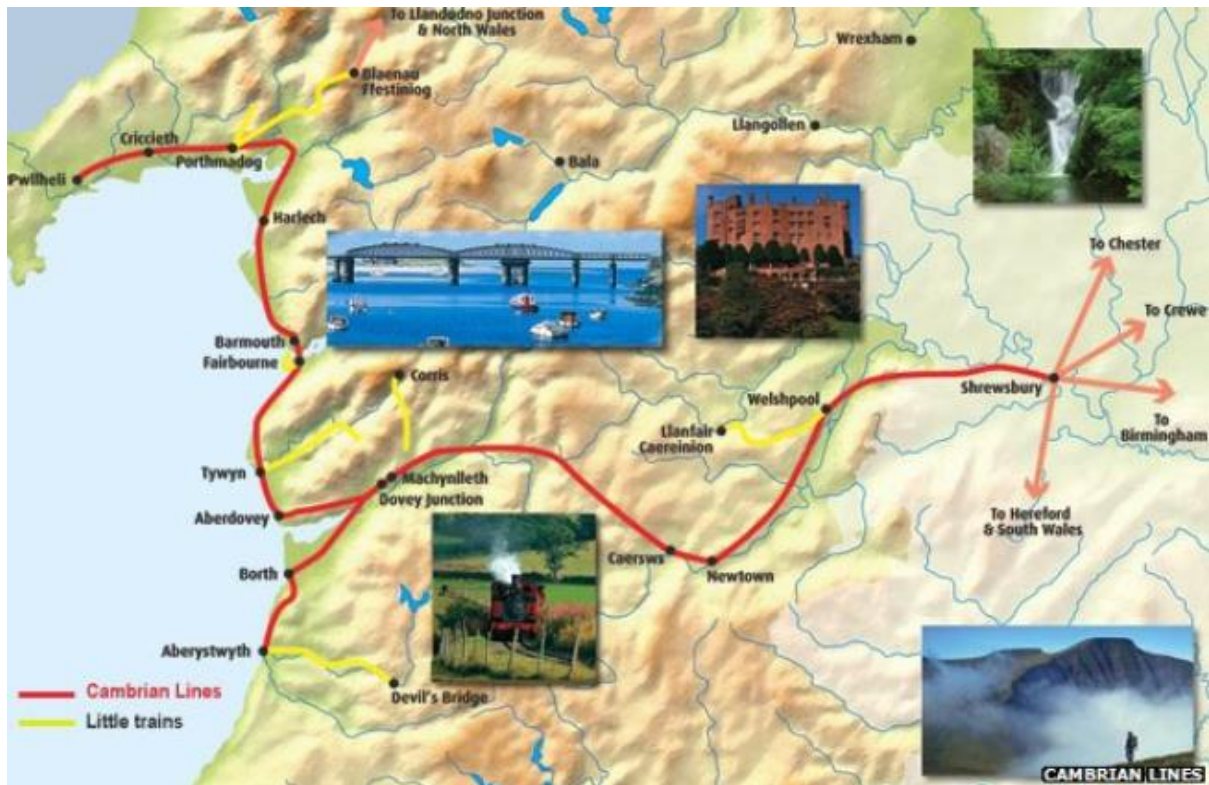 To Llandudno Junction
& North Wales
Wrexham
Blaenau
Ffestiniog
Llangollen
Criccieth
Porthmadog
Bala
Pwllheli
Harlech
To Chester
To Crewe
Barmouth
Fairbourne
Corris
Shrewsbury
Welshpool
To
Birmingham
Llanfair
Caereinion
Tywyn
Machynlleth
Dovey Junction
Aberdovey
To Hereford
& South Wales
Caersws
Newtown
Borth
Aberystwyth
Devil's Bridge
Cambrian Lines
Little trains
CAMBRIAN LINES